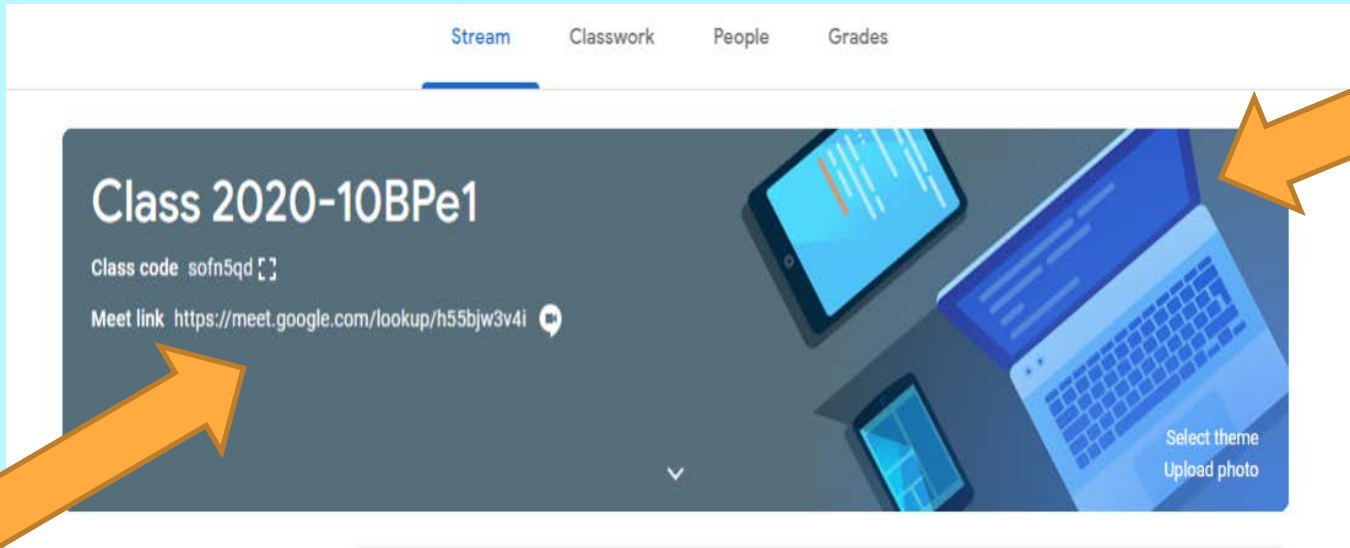 Stream Classwork People Grades
Class 2020-10BPe1
Class code sofn5qd
Meet link https://meet.google.com/lookup/h55bjw3v4i
Select theme
Upload photo